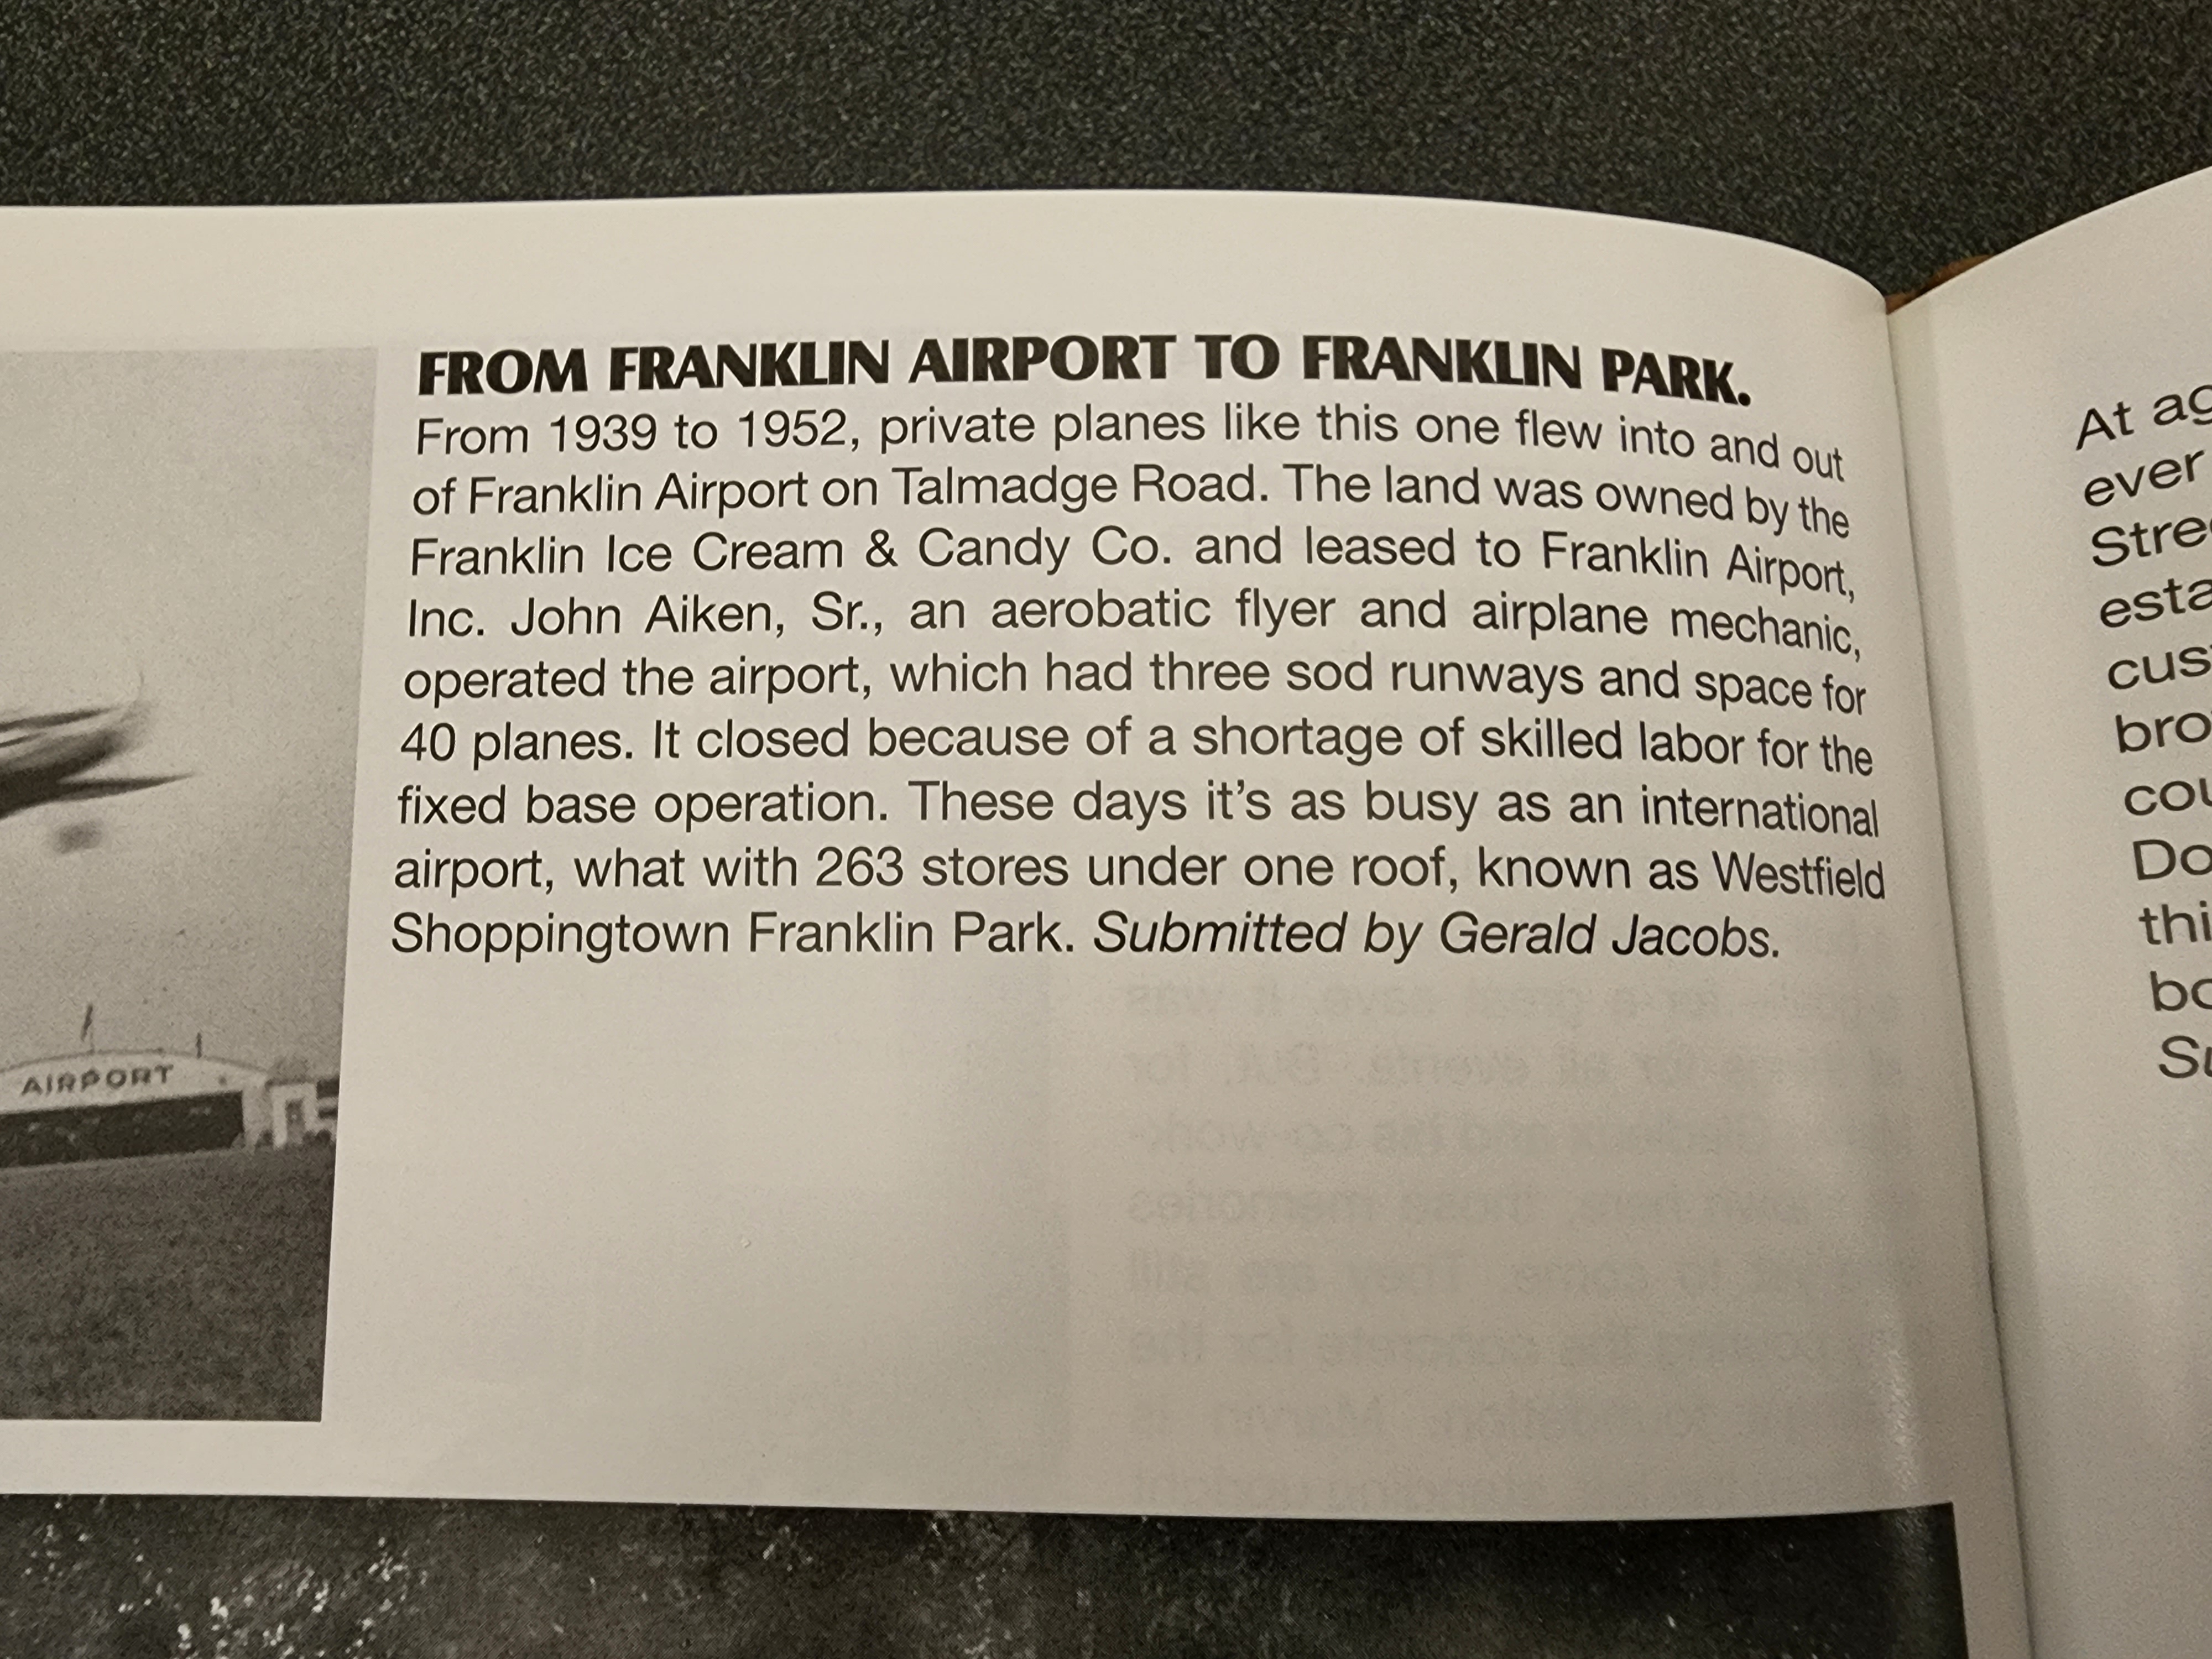 FROM FRANKLIN AIRPORT TO FRANKLIN PARK.
From 1939 to 1952, private planes like this one flew into and out
of Franklin Airport on Talmadge Road. The land was owned by the
Franklin Ice Cream & Candy Co. and leased to Franklin Airport,
Inc. John Aiken, Sr., an aerobatic flyer and airplane mechanic,
operated the airport, which had three sod runways and space for
40 planes. It closed because of a shortage of skilled labor for the
fixed base operation. These days it's as busy as an international
airport, what with 263 stores under one roof, known as Westfield
Shoppingtown Franklin Park. Submitted by Gerald Jacobs.
AIRPORT
At
ever